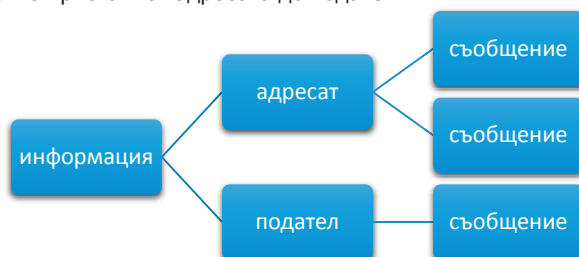 съобщение
адресат
съобщение
информация
подател
съобщение